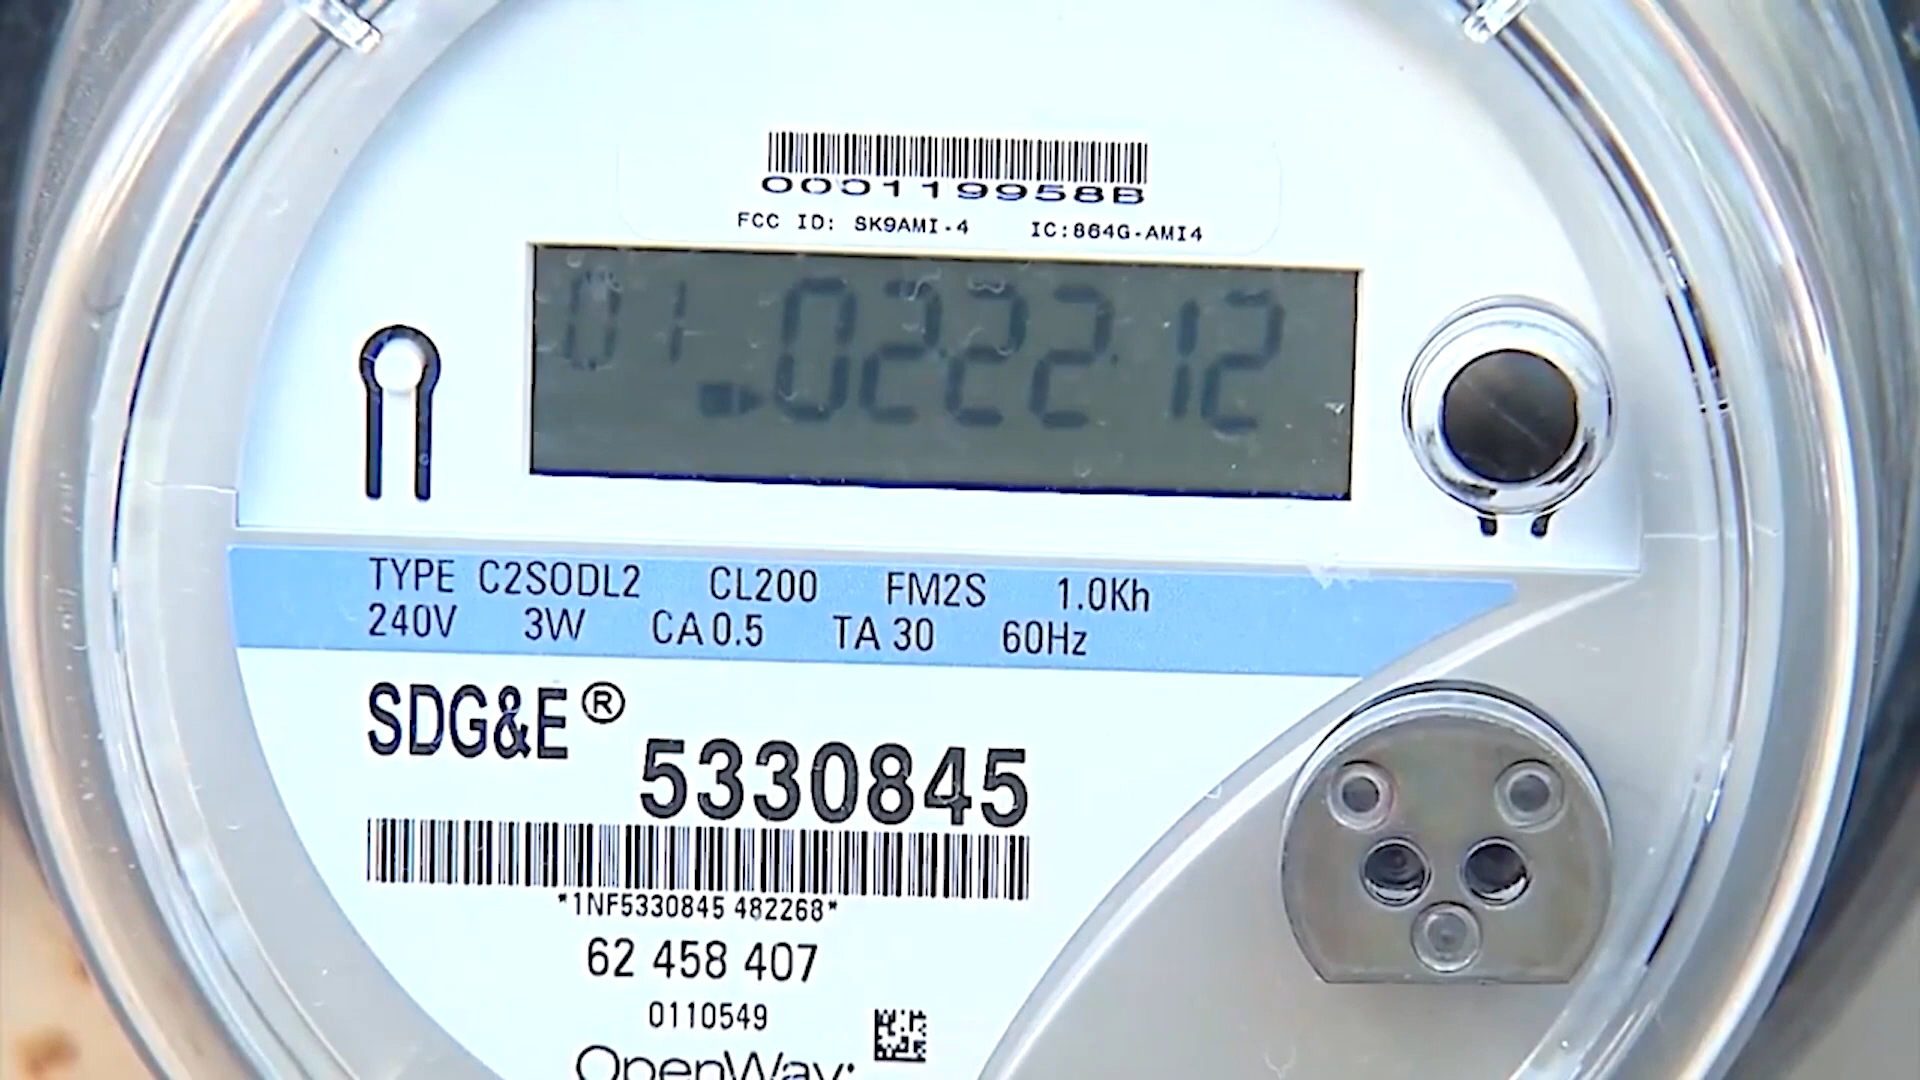 000119958B
FCC ID: SK9AMI-4 IC:864G-AMI4
01 022212
TYPE C2SODL2 CL200 FM2S 1.0Kh
240V 3W CA 0.5 TA 30 60Hz
SDG&E®
5330845
*1NF5330845 482268*
62 458 407
0110549
OpenWay